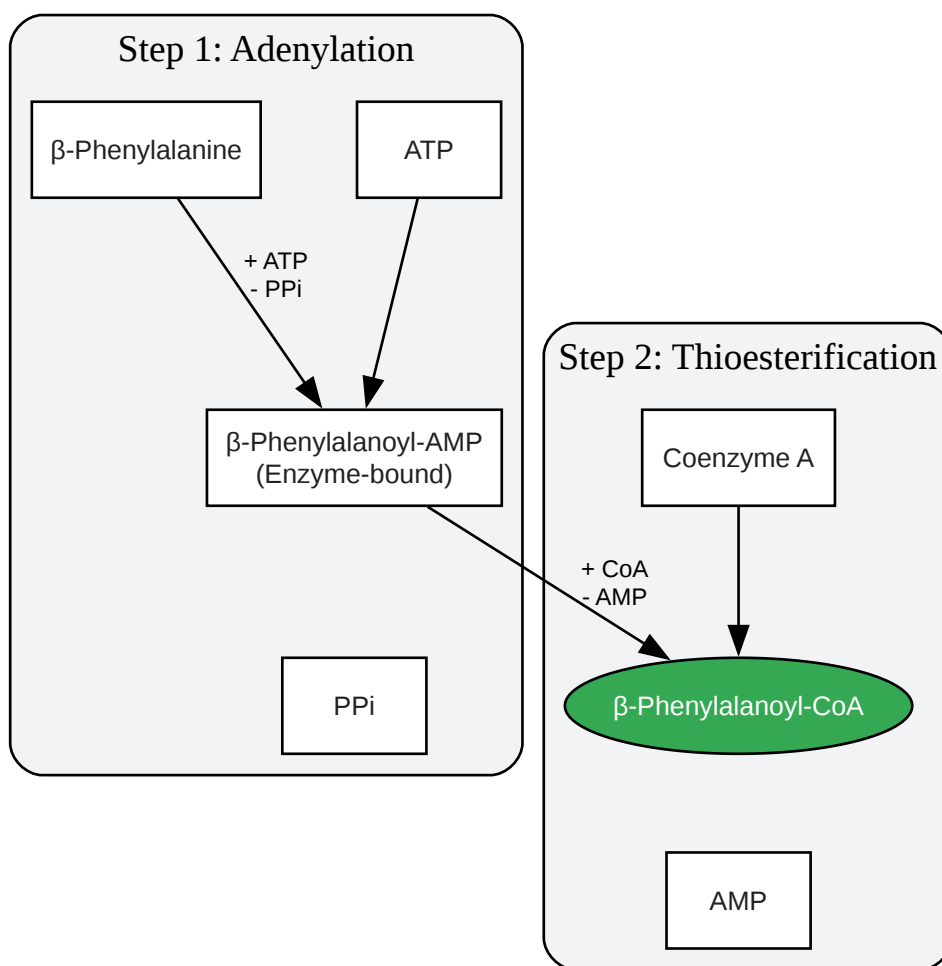 Step 1: Adenylation
β-Phenylalanine
ATP
+ ATP
- PPi
β-Phenylalanoyl-AMP
(Enzyme-bound)
PPi
Step 2: Thioesterification
Coenzyme A
+ CoA
- AMP
β-Phenylalanoyl-CoA
AMP